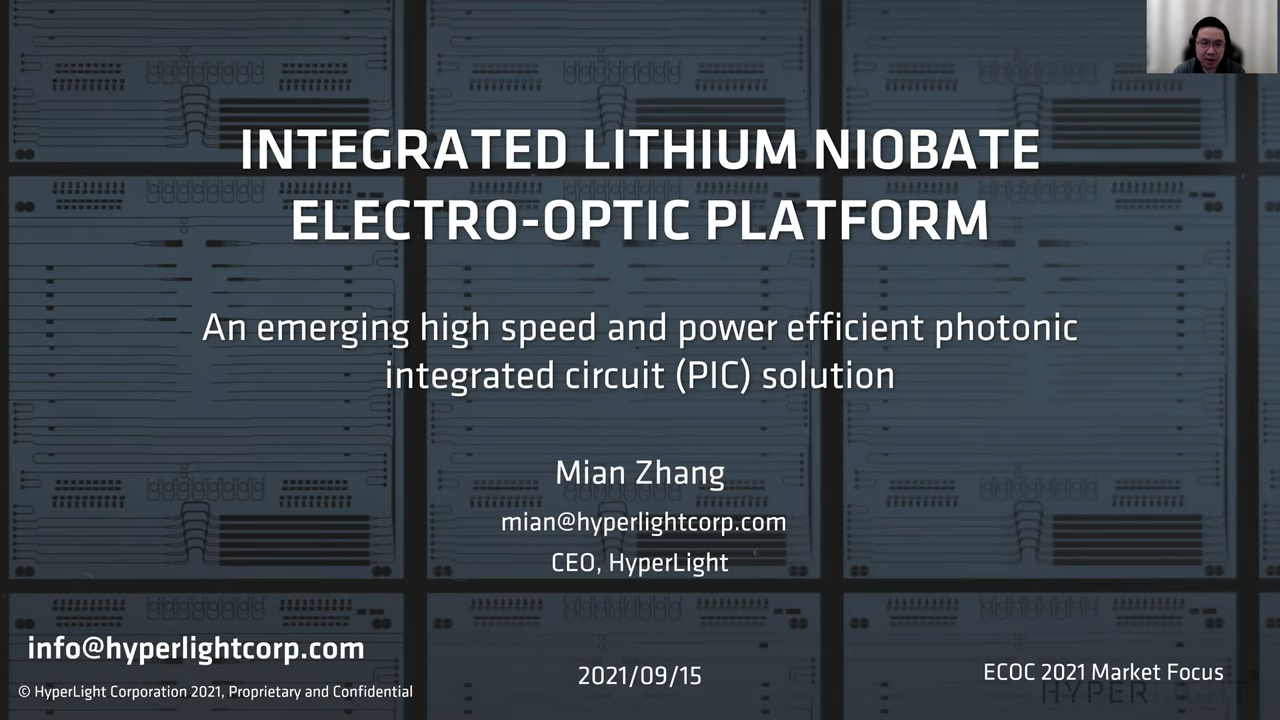 INTEGRATED LITHIUM NIOBATE
ELECTRO-OPTIC PLATFORM
An emerging high speed and power efficient photonic
integrated circuit (PIC) solution
Mian Zhang
mian@hyperlightcorp.com
CEO, HyperLight
info@hyperlightcorp.com
© HyperLight Corporation 2021, Proprietary and Confidential
2021/09/15
ECOC 2021 Market Focus
HYPERLIGHT